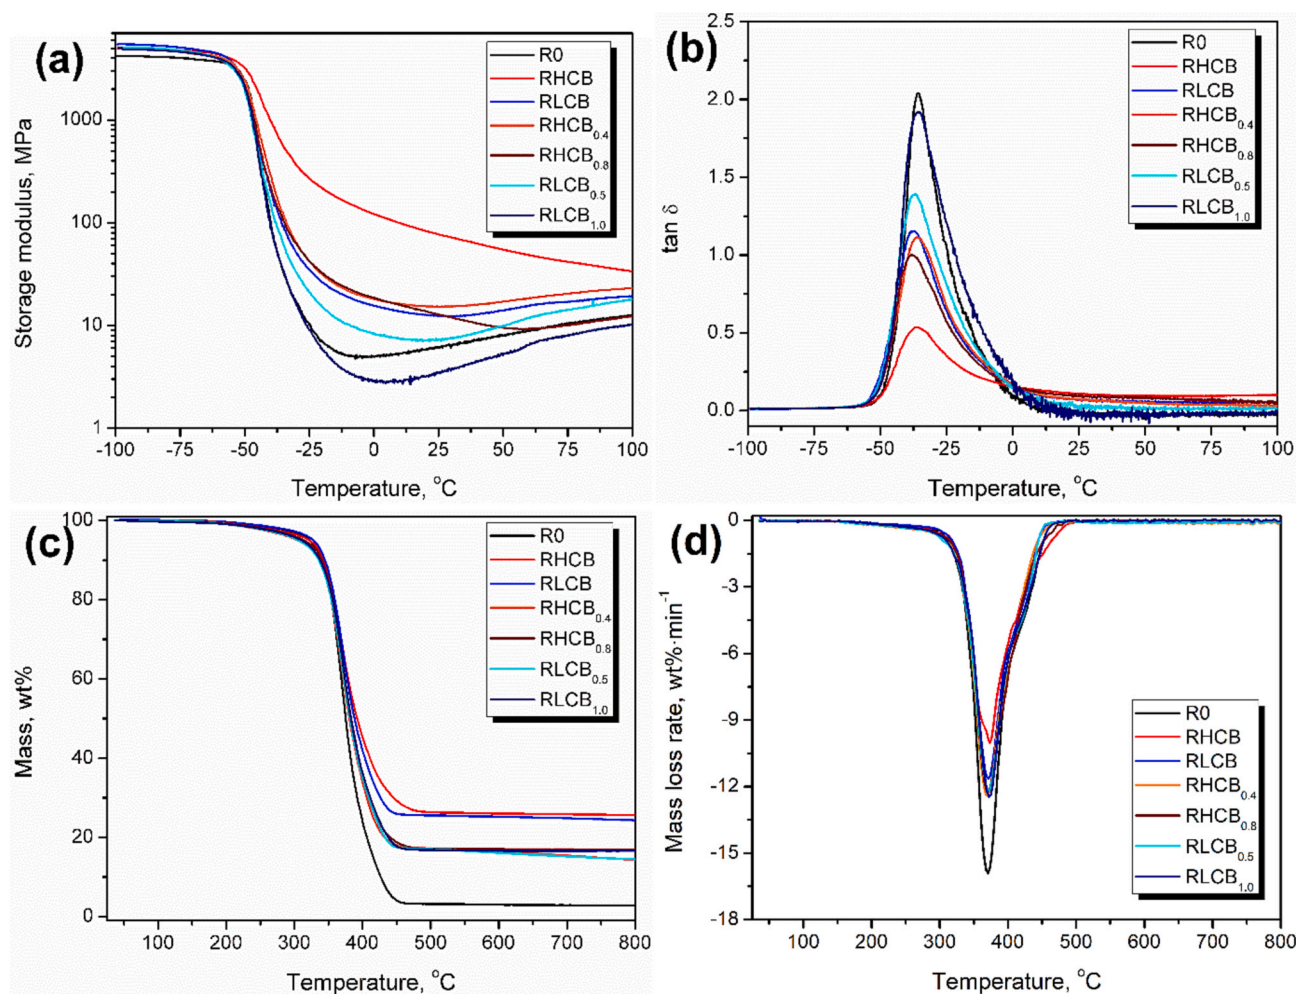 (a)
R0
RHCB
RLCB
RHCB0.4
RHCB0.8
RLCB0.5
RLCB1.0
1000
100
10
1
Storage modulus, MPa
-100 -75 -50 -25 0 25 50 75 100
Temperature, °C
(b)
R0
RHCB
RLCB
RHCB0.4
RHCB0.8
RLCB0.5
RLCB1.0
2.5
2.0
1.5
1.0
0.5
0.0
tan δ
-100 -75 -50 -25 0 25 50 75 100
Temperature, °C
(c)
R0
RHCB
RLCB
RHCB0.4
RHCB0.8
RLCB0.5
RLCB1.0
100
80
60
40
20
0
Mass, wt%
100 200 300 400 500 600 700 800
Temperature, °C
(d)
0
-3
-6
-9
-12
-15
-18
Mass loss rate, wt%·min⁻¹
R0
RHCB
RLCB
RHCB0.4
RHCB0.8
RLCB0.5
RLCB1.0
100 200 300 400 500 600 700 800
Temperature, °C